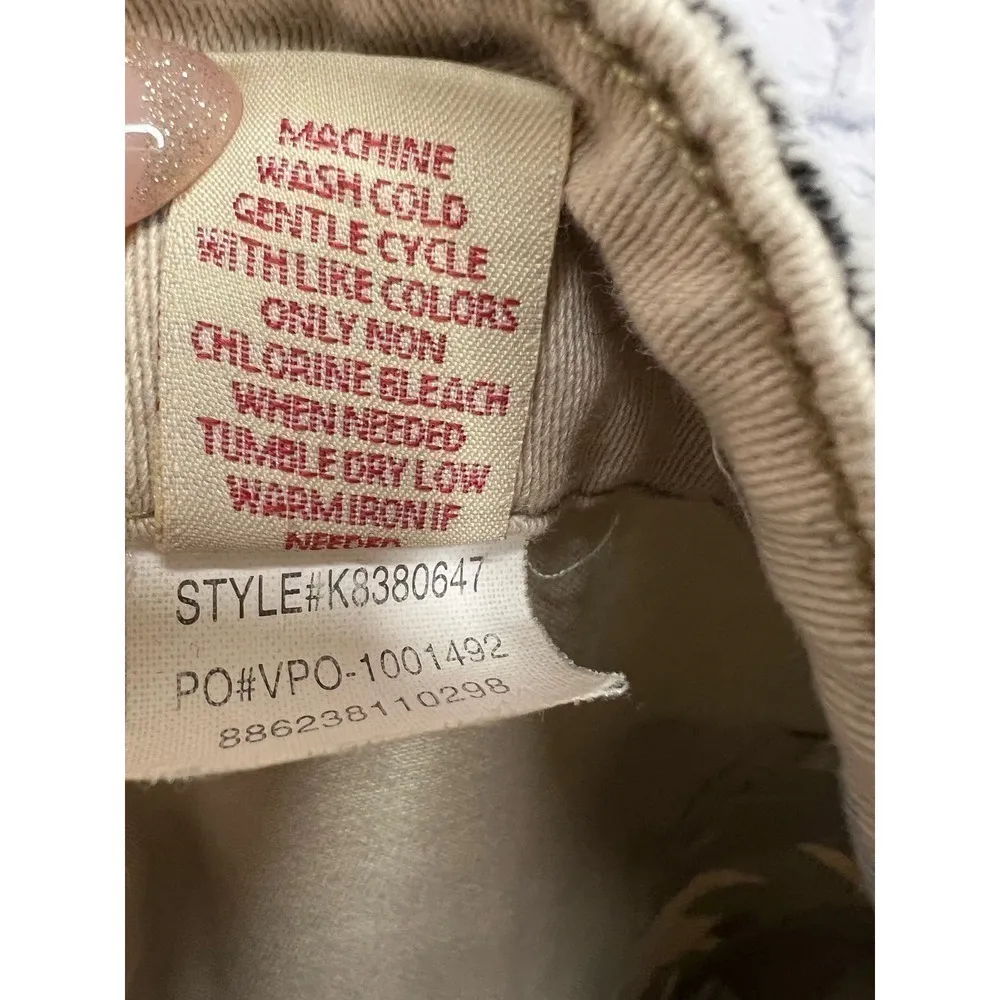 MACHINE
WASH COLD
GENTLE CYCLE
WITH LIKE COLORS
ONLY NON
CHLORINE BLEACH
WHEN NEEDED
TUMBLE DRY LOW
WARM IRON IF
NEEDED
STYLE#K8380647
PO#VPO-1001492
886238110298